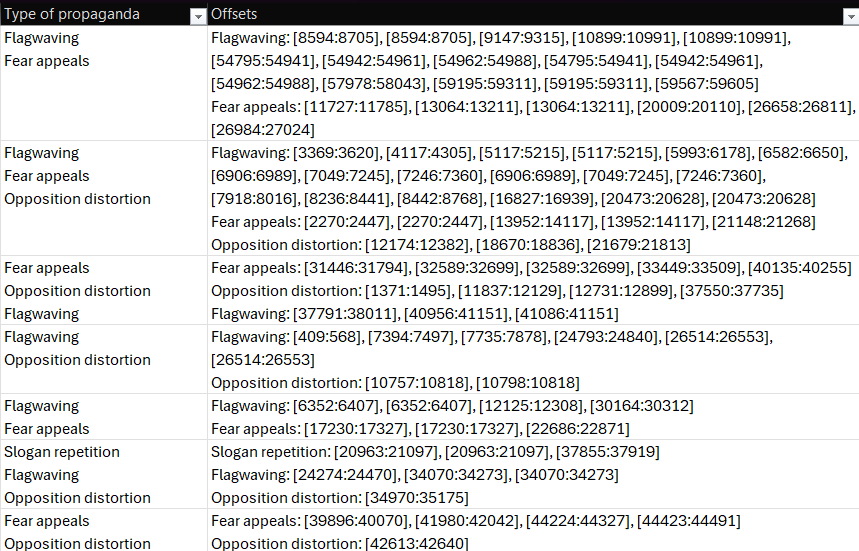 Type of propaganda Offsets
Flagwaving Flagwaving: [8594:8705], [8594:8705], [9147:9315], [10899:10991], [10899:10991],
Fear appeals [54795:54941], [54942:54961], [54962:54988], [54795:54941], [54942:54961],
[54962:54988], [57978:58043], [59195:59311], [59195:59311], [59567:59605]
Fear appeals: [11727:11785], [13064:13211], [13064:13211], [20009:20110], [26658:26811],
[26984:27024]
Flagwaving Flagwaving: [3369:3620], [4117:4305], [5117:5215], [5117:5215], [5993:6178], [6582:6650],
Fear appeals [6906:6989], [7049:7245], [7246:7360], [6906:6989], [7049:7245], [7246:7360],
Opposition distortion [7918:8016], [8236:8441], [8442:8768], [16827:16939], [20473:20628], [20473:20628]
Fear appeals: [2270:2447], [2270:2447], [13952:14117], [13952:14117], [21148:21268]
Opposition distortion: [12174:12382], [18670:18836], [21679:21813]
Fear appeals Fear appeals: [31446:31794], [32589:32699], [32589:32699], [33449:33509], [40135:40255]
Opposition distortion Opposition distortion: [1371:1495], [11837:12129], [12731:12899], [37550:37735]
Flagwaving Flagwaving: [37791:38011], [40956:41151], [41086:41151]
Flagwaving Flagwaving: [409:568], [7394:7497], [7735:7878], [24793:24840], [26514:26553],
Opposition distortion [26514:26553]
Opposition distortion: [10757:10818], [10798:10818]
Flagwaving Flagwaving: [6352:6407], [6352:6407], [12125:12308], [30164:30312]
Fear appeals Fear appeals: [17230:17327], [17230:17327], [22686:22871]
Slogan repetition Slogan repetition: [20963:21097], [20963:21097], [37855:37919]
Flagwaving Flagwaving: [24274:24470], [34070:34273], [34070:34273]
Opposition distortion Opposition distortion: [34970:35175]
Fear appeals Fear appeals: [39896:40070], [41980:42042], [44224:44327], [44423:44491]
Opposition distortion Opposition distortion: [42613:42640]